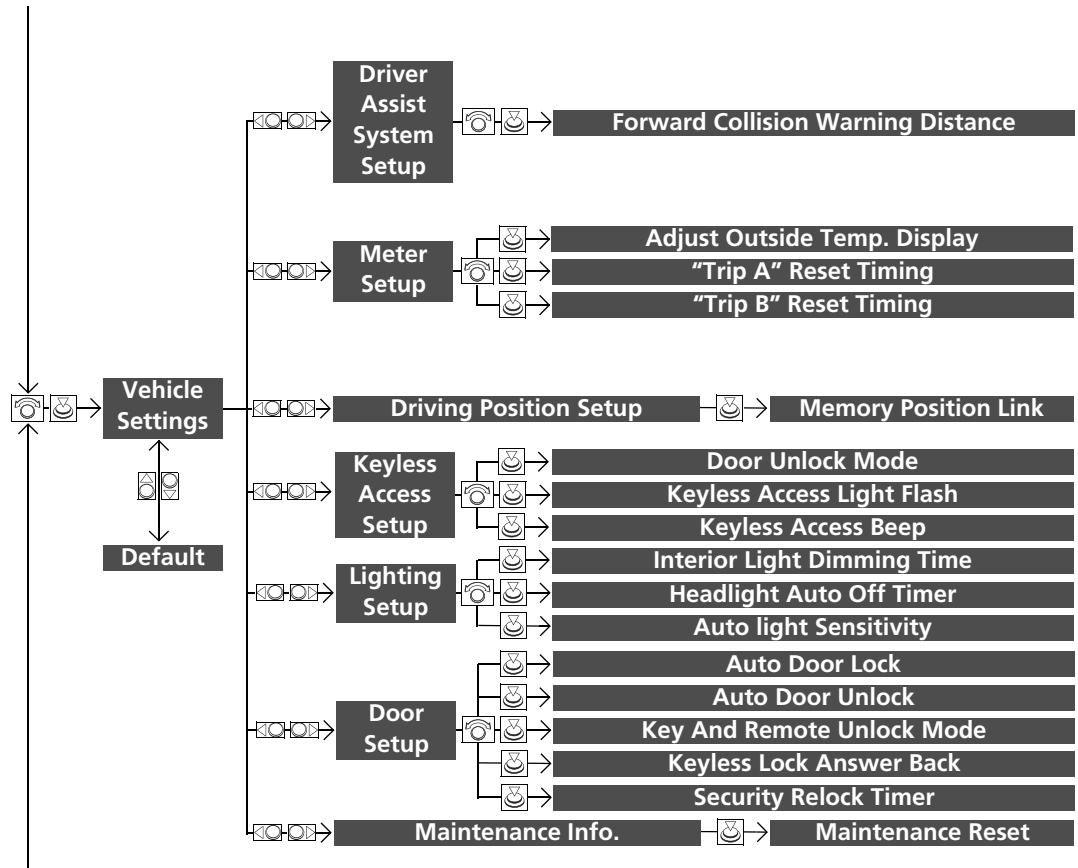 Driver
Assist
System
Setup
Forward Collision Warning Distance
Meter
Setup
Adjust Outside Temp. Display
“Trip A” Reset Timing
“Trip B” Reset Timing
Vehicle
Settings
Default
Driving Position Setup
Memory Position Link
Keyless
Access
Setup
Door Unlock Mode
Keyless Access Light Flash
Keyless Access Beep
Lighting
Setup
Interior Light Dimming Time
Headlight Auto Off Timer
Auto light Sensitivity
Door
Setup
Auto Door Lock
Auto Door Unlock
Key And Remote Unlock Mode
Keyless Lock Answer Back
Security Relock Timer
Maintenance Info.
Maintenance Reset